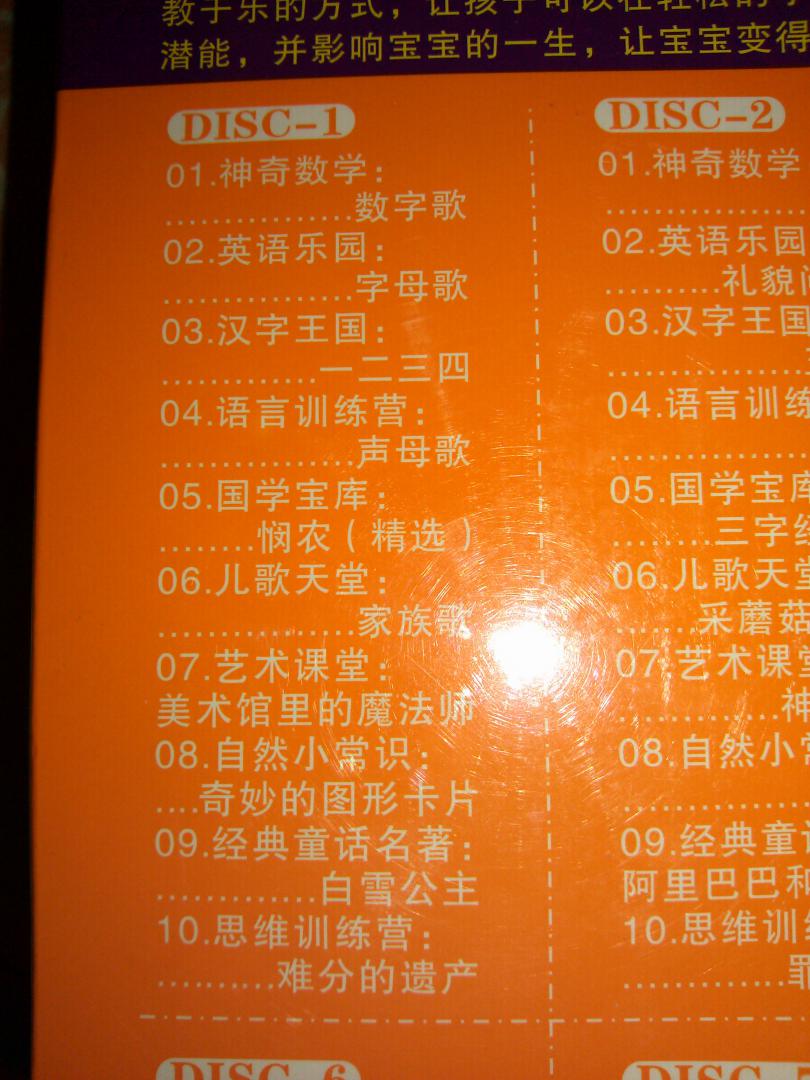 教于乐的方式，让孩子可以在轻松的
潜能，并影响宝宝的一生，让宝宝变得
DISC-1
01.神奇数学：
................数字歌
02.英语乐园：
................字母歌
03.汉字王国：
.............一二三四
04.语言训练营：
................声母歌
05.国学宝库：
........悯农（精选）
06.儿歌天堂：
................家族歌
07.艺术课堂：
美术馆里的魔法师
08.自然小常识：
....奇妙的图形卡片
09.经典童话名著：
.............白雪公主
10.思维训练营：
..........难分的遗产
DISC-2
01.神奇数学
02.英语乐园
..........礼貌
03.汉字王国
04.语言训练
05.国学宝库
........三字经
06.儿歌天堂
.......采蘑菇
07.艺术课堂
.............神
08.自然小常
09.经典童话
阿里巴巴和
10.思维训练
.............罪
DISC-6
DISC-7